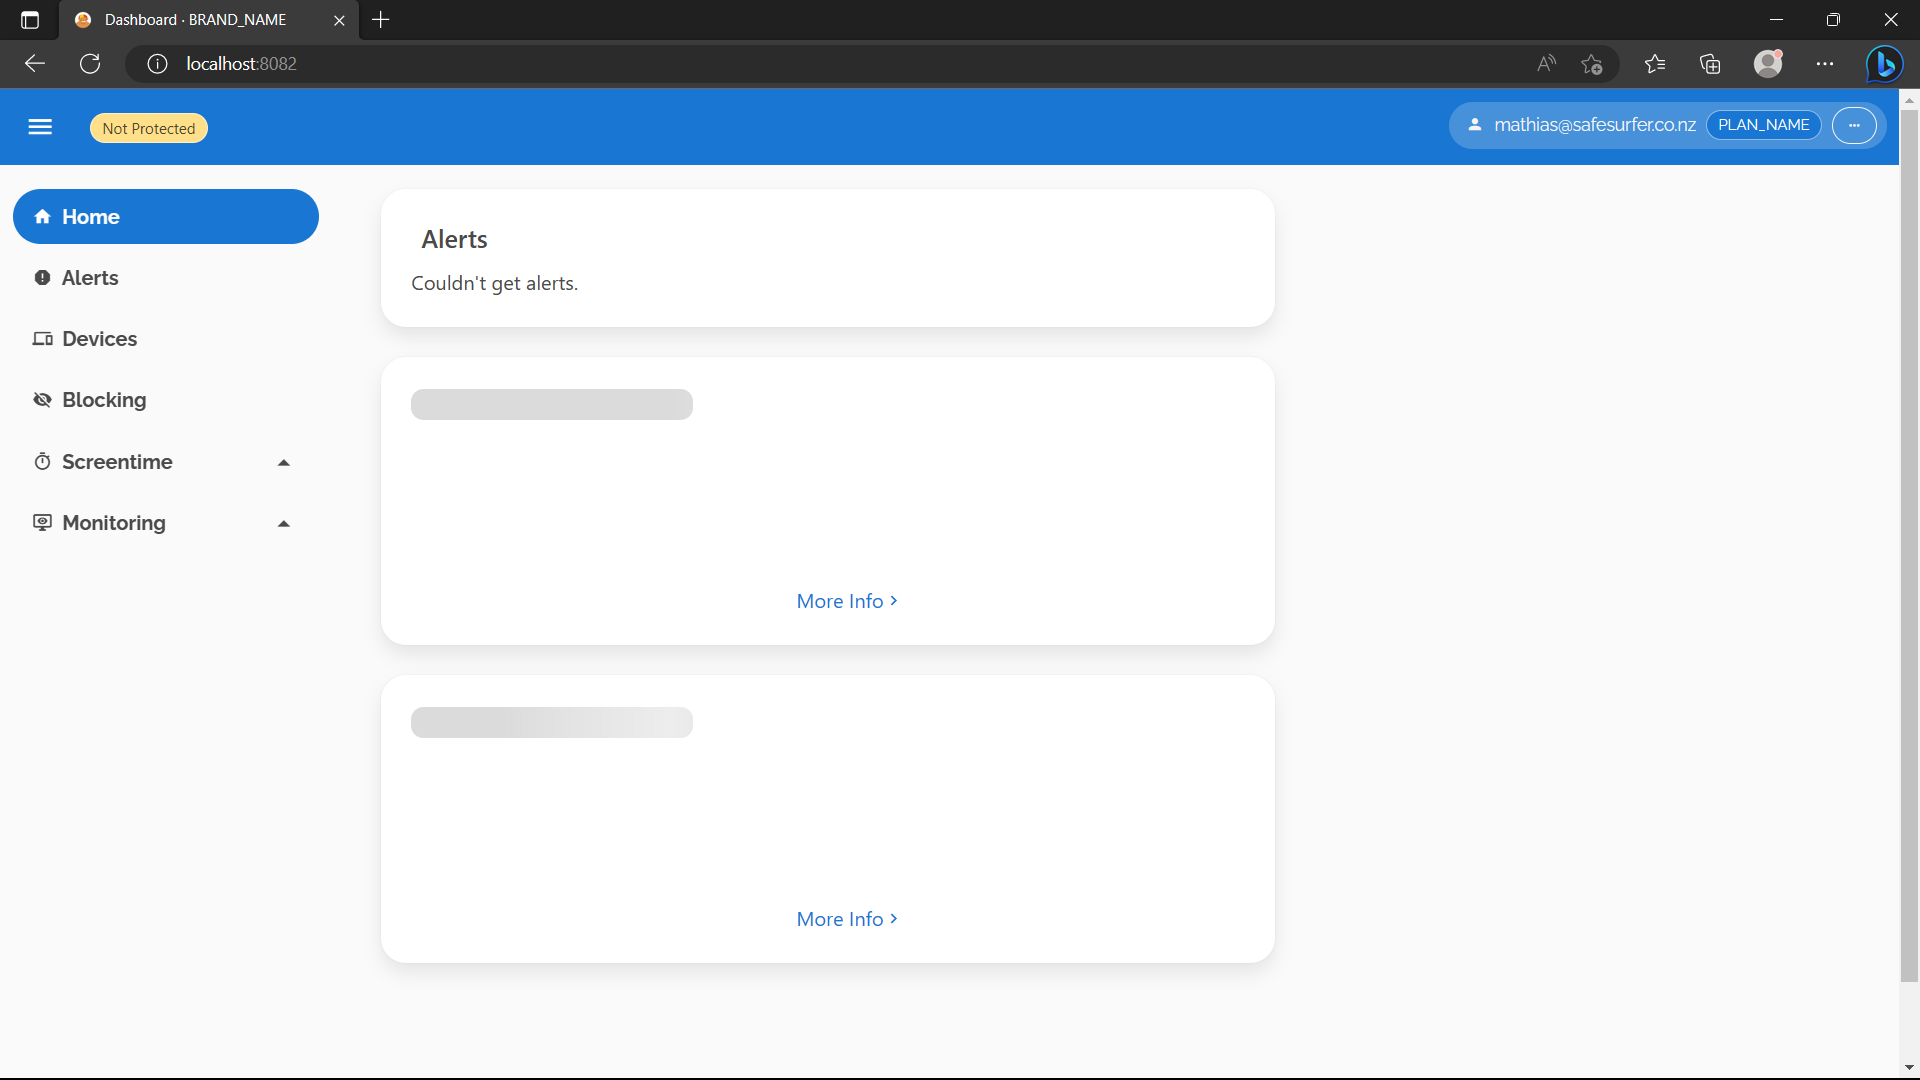 Dashboard · BRAND_NAME
localhost:8082
Not Protected
mathias@safesurfer.co.nz PLAN_NAME
Home
Alerts
Devices
Blocking
Screentime
Monitoring
Alerts
Couldn't get alerts.
More Info
More Info